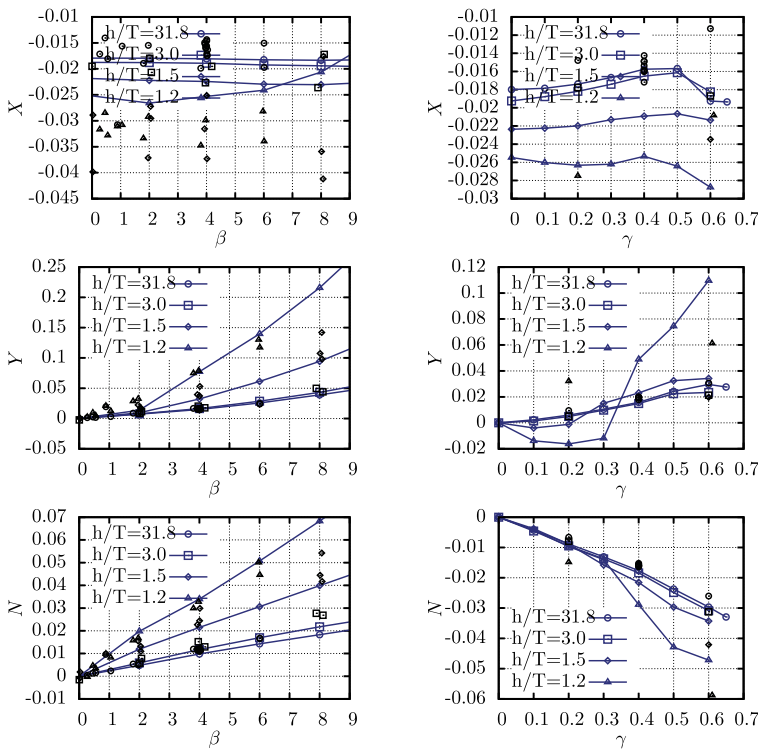 -0.01
-0.015
-0.02
-0.025
-0.03
-0.035
-0.04
-0.045
X
h/T=31.8
h/T=3.0
h/T=1.5
h/T=1.2
0 1 2 3 4 5 6 7 8 9
β
-0.01
-0.012
-0.014
-0.016
-0.018
-0.02
-0.022
-0.024
-0.026
-0.028
-0.03
X
h/T=31.8
h/T=3.0
h/T=1.5
h/T=1.2
0 0.1 0.2 0.3 0.4 0.5 0.6 0.7
γ
0.25
0.2
0.15
0.1
0.05
0
-0.05
Y
h/T=31.8
h/T=3.0
h/T=1.5
h/T=1.2
0 1 2 3 4 5 6 7 8 9
β
0.12
0.1
0.08
0.06
0.04
0.02
0
-0.02
Y
h/T=31.8
h/T=3.0
h/T=1.5
h/T=1.2
0 0.1 0.2 0.3 0.4 0.5 0.6 0.7
γ
0.07
0.06
0.05
0.04
0.03
0.02
0.01
0
-0.01
N
h/T=31.8
h/T=3.0
h/T=1.5
h/T=1.2
0 1 2 3 4 5 6 7 8 9
β
0
-0.01
-0.02
-0.03
-0.04
-0.05
-0.06
N
h/T=31.8
h/T=3.0
h/T=1.5
h/T=1.2
0 0.1 0.2 0.3 0.4 0.5 0.6 0.7
γ